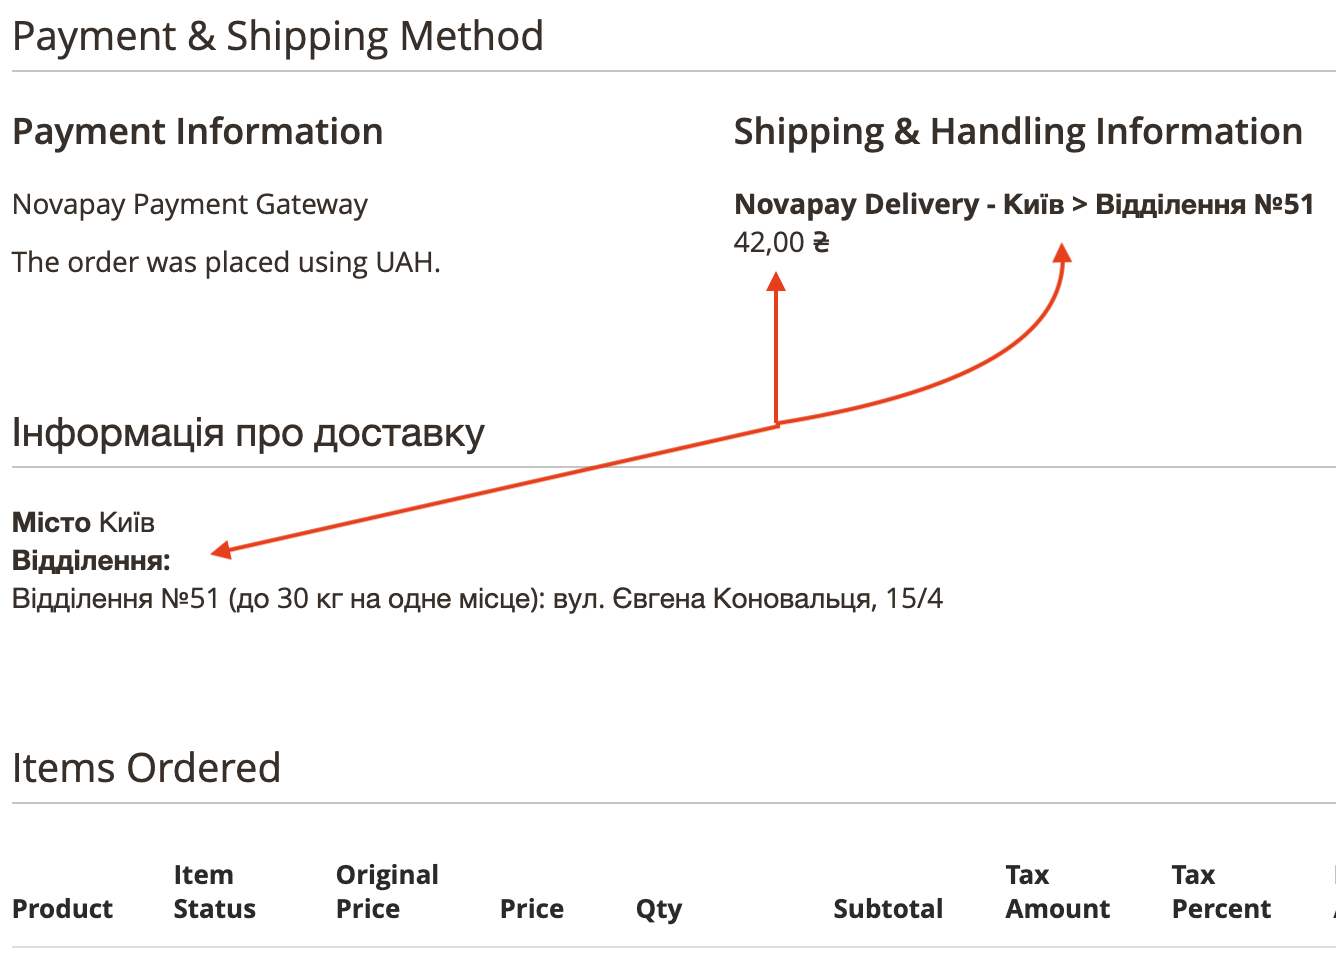 Payment & Shipping Method
Payment Information
Novapay Payment Gateway
The order was placed using UAH.
Shipping & Handling Information
Novapay Delivery - Київ > Відділення №51
42,00 ₴
Інформація про доставку
Місто Київ
Відділення:
Відділення №51 (до 30 кг на одне місце): вул. Євгена Коновальця, 15/4
Items Ordered
Product Item Status Original Price Price Qty Subtotal Tax Amount Tax Percent